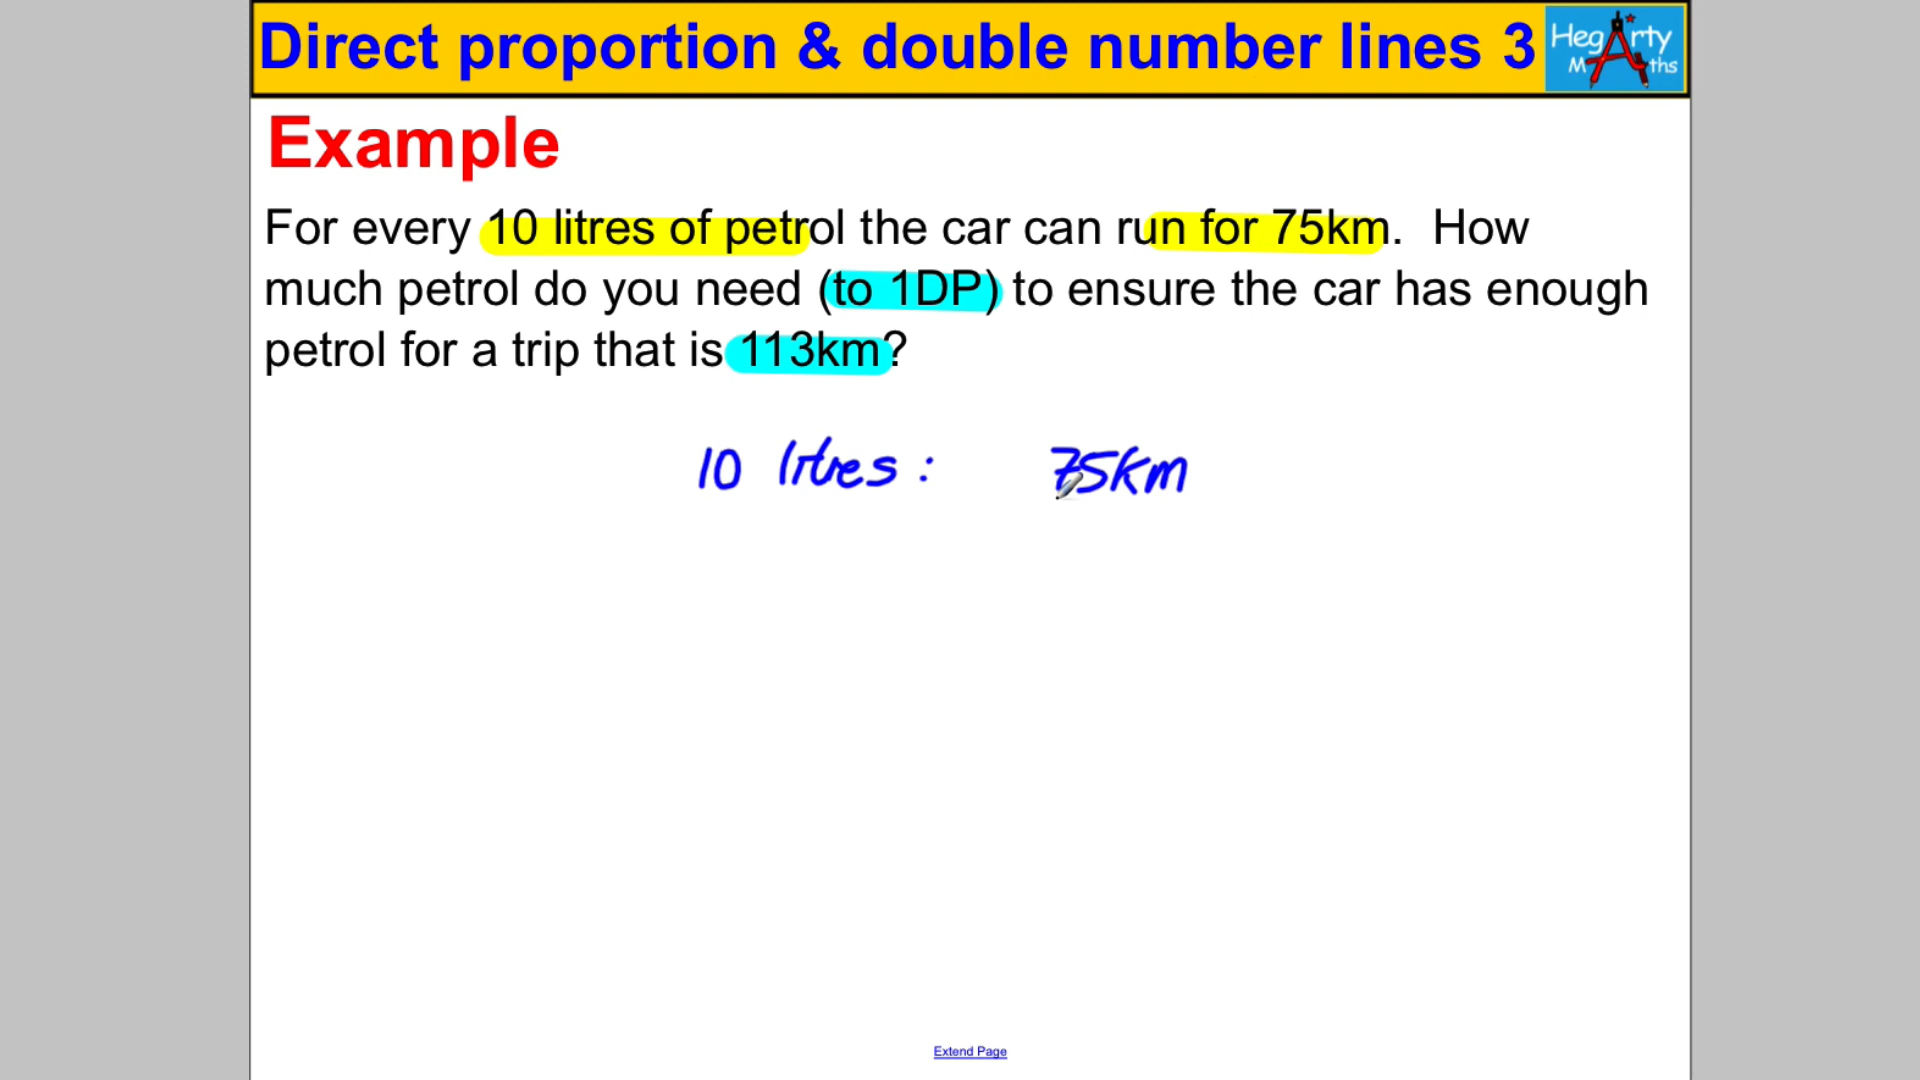 Direct proportion & double number lines 3
Hegarty
Maths
Example
For every 10 litres of petrol the car can run for 75km. How
much petrol do you need (to 1DP) to ensure the car has enough
petrol for a trip that is 113km?
10 litres : 75km
Extend Page